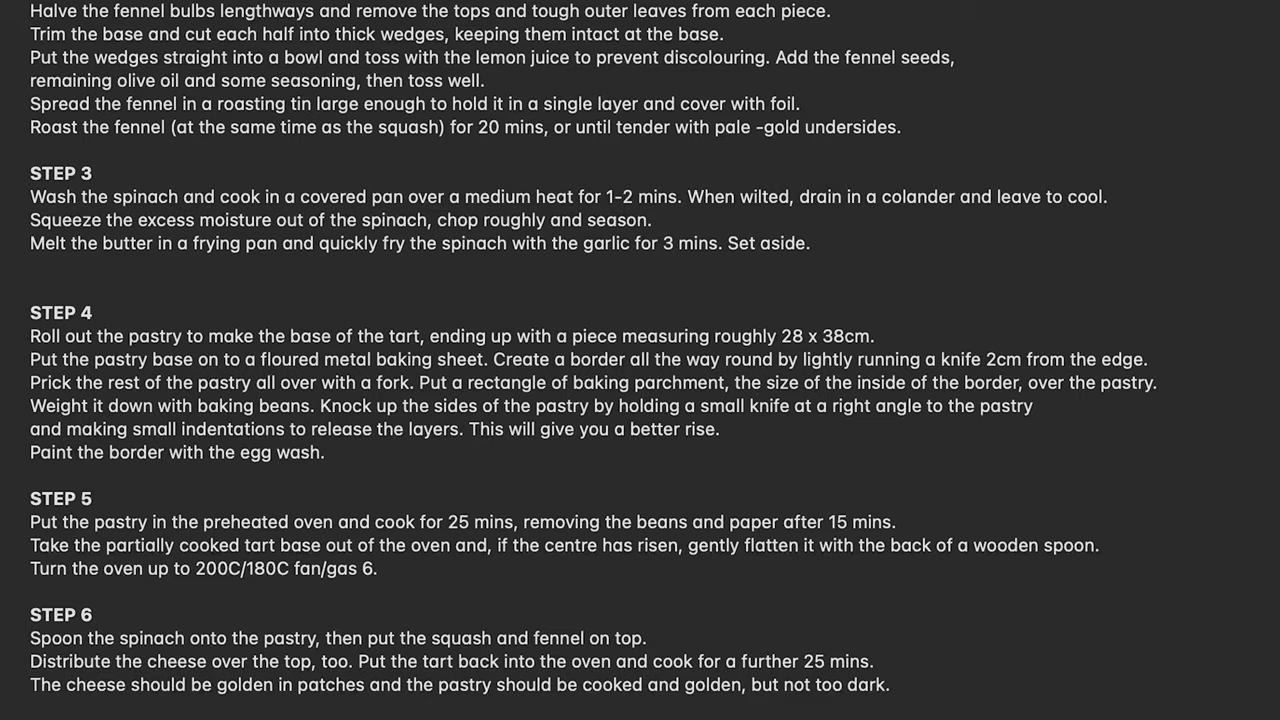 Halve the fennel bulbs lengthways and remove the tops and tough outer leaves from each piece.
Trim the base and cut each half into thick wedges, keeping them intact at the base.
Put the wedges straight into a bowl and toss with the lemon juice to prevent discolouring. Add the fennel seeds,
remaining olive oil and some seasoning, then toss well.
Spread the fennel in a roasting tin large enough to hold it in a single layer and cover with foil.
Roast the fennel (at the same time as the squash) for 20 mins, or until tender with pale -gold undersides.
STEP 3
Wash the spinach and cook in a covered pan over a medium heat for 1-2 mins. When wilted, drain in a colander and leave to cool.
Squeeze the excess moisture out of the spinach, chop roughly and season.
Melt the butter in a frying pan and quickly fry the spinach with the garlic for 3 mins. Set aside.
STEP 4
Roll out the pastry to make the base of the tart, ending up with a piece measuring roughly 28 x 38cm.
Put the pastry base on to a floured metal baking sheet. Create a border all the way round by lightly running a knife 2cm from the edge.
Prick the rest of the pastry all over with a fork. Put a rectangle of baking parchment, the size of the inside of the border, over the pastry.
Weight it down with baking beans. Knock up the sides of the pastry by holding a small knife at a right angle to the pastry
and making small indentations to release the layers. This will give you a better rise.
Paint the border with the egg wash.
STEP 5
Put the pastry in the preheated oven and cook for 25 mins, removing the beans and paper after 15 mins.
Take the partially cooked tart base out of the oven and, if the centre has risen, gently flatten it with the back of a wooden spoon.
Turn the oven up to 200C/180C fan/gas 6.
STEP 6
Spoon the spinach onto the pastry, then put the squash and fennel on top.
Distribute the cheese over the top, too. Put the tart back into the oven and cook for a further 25 mins.
The cheese should be golden in patches and the pastry should be cooked and golden, but not too dark.